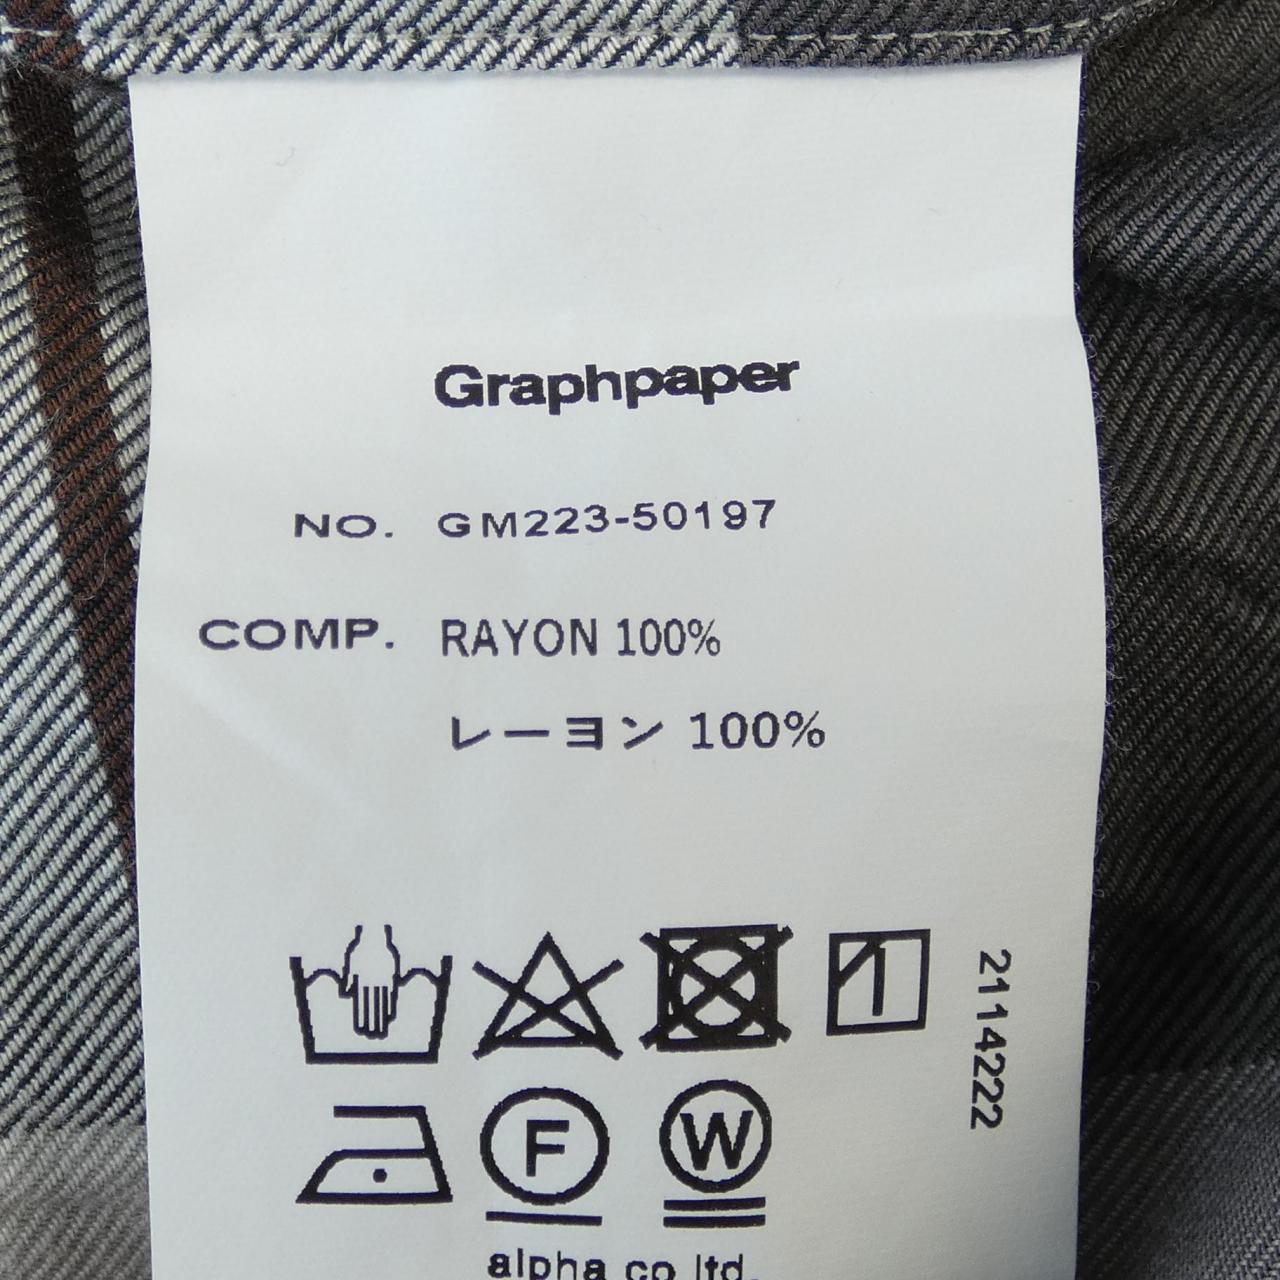 Graphpaper
NO. GM223-50197
COMP. RAYON 100%
レーヨン 100%
2114222
F
W
alpha co ltd.